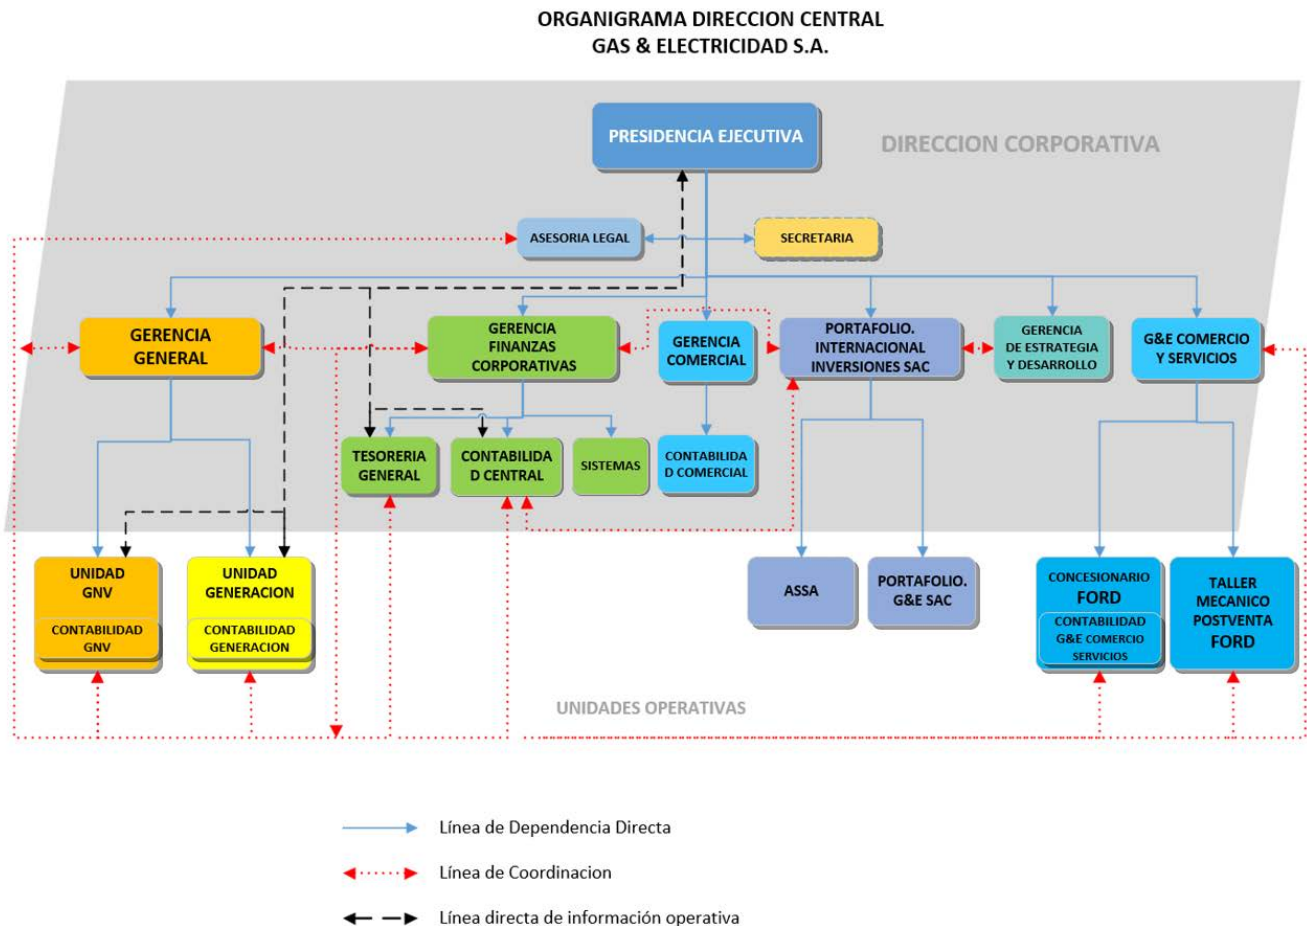 ORGANIGRAMA DIRECCION CENTRAL
GAS & ELECTRICIDAD S.A.
PRESIDENCIA EJECUTIVA
DIRECCION CORPORATIVA
ASESORIA LEGAL
SECRETARIA
GERENCIA
GENERAL
GERENCIA
FINANZAS
CORPORATIVAS
GERENCIA
COMERCIAL
PORTAFOLIO.
INTERNACIONAL
INVERSIONES SAC
GERENCIA
DE ESTRATEGIA
Y DESARROLLO
G&E COMERCIO
Y SERVICIOS
TESORERIA
GENERAL
CONTABILIDA
D CENTRAL
SISTEMAS
CONTABILIDA
D COMERCIAL
UNIDAD
GNV
CONTABILIDAD
GNV
UNIDAD
GENERACION
CONTABILIDAD
GENERACION
ASSA
PORTAFOLIO.
G&E SAC
CONCESIONARIO
FORD
CONTABILIDAD
G&E COMERCIO
SERVICIOS
TALLER
MECANICO
POSTVENTA
FORD
UNIDADES OPERATIVAS
Línea de Dependencia Directa
Línea de Coordinacion
Línea directa de información operativa